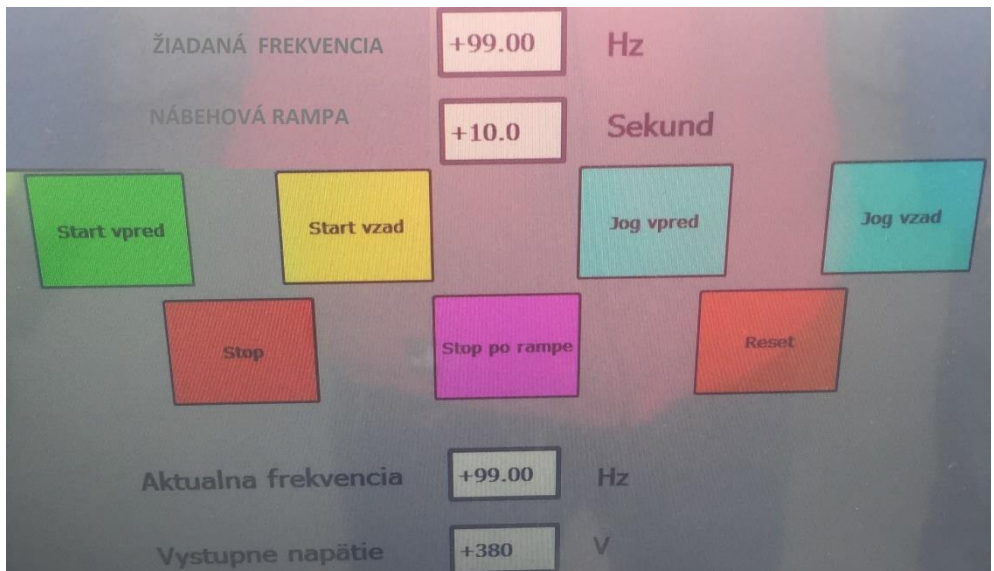 ŽIADANÁ FREKVENCIA +99.00 Hz
NÁBEHOVÁ RAMPA +10.0 Sekund
Start vpred Start vzad Jog vpred Jog vzad
Stop Stop po rampe Reset
Aktualna frekvencia +99.00 Hz
Vystupne napätie +380 V